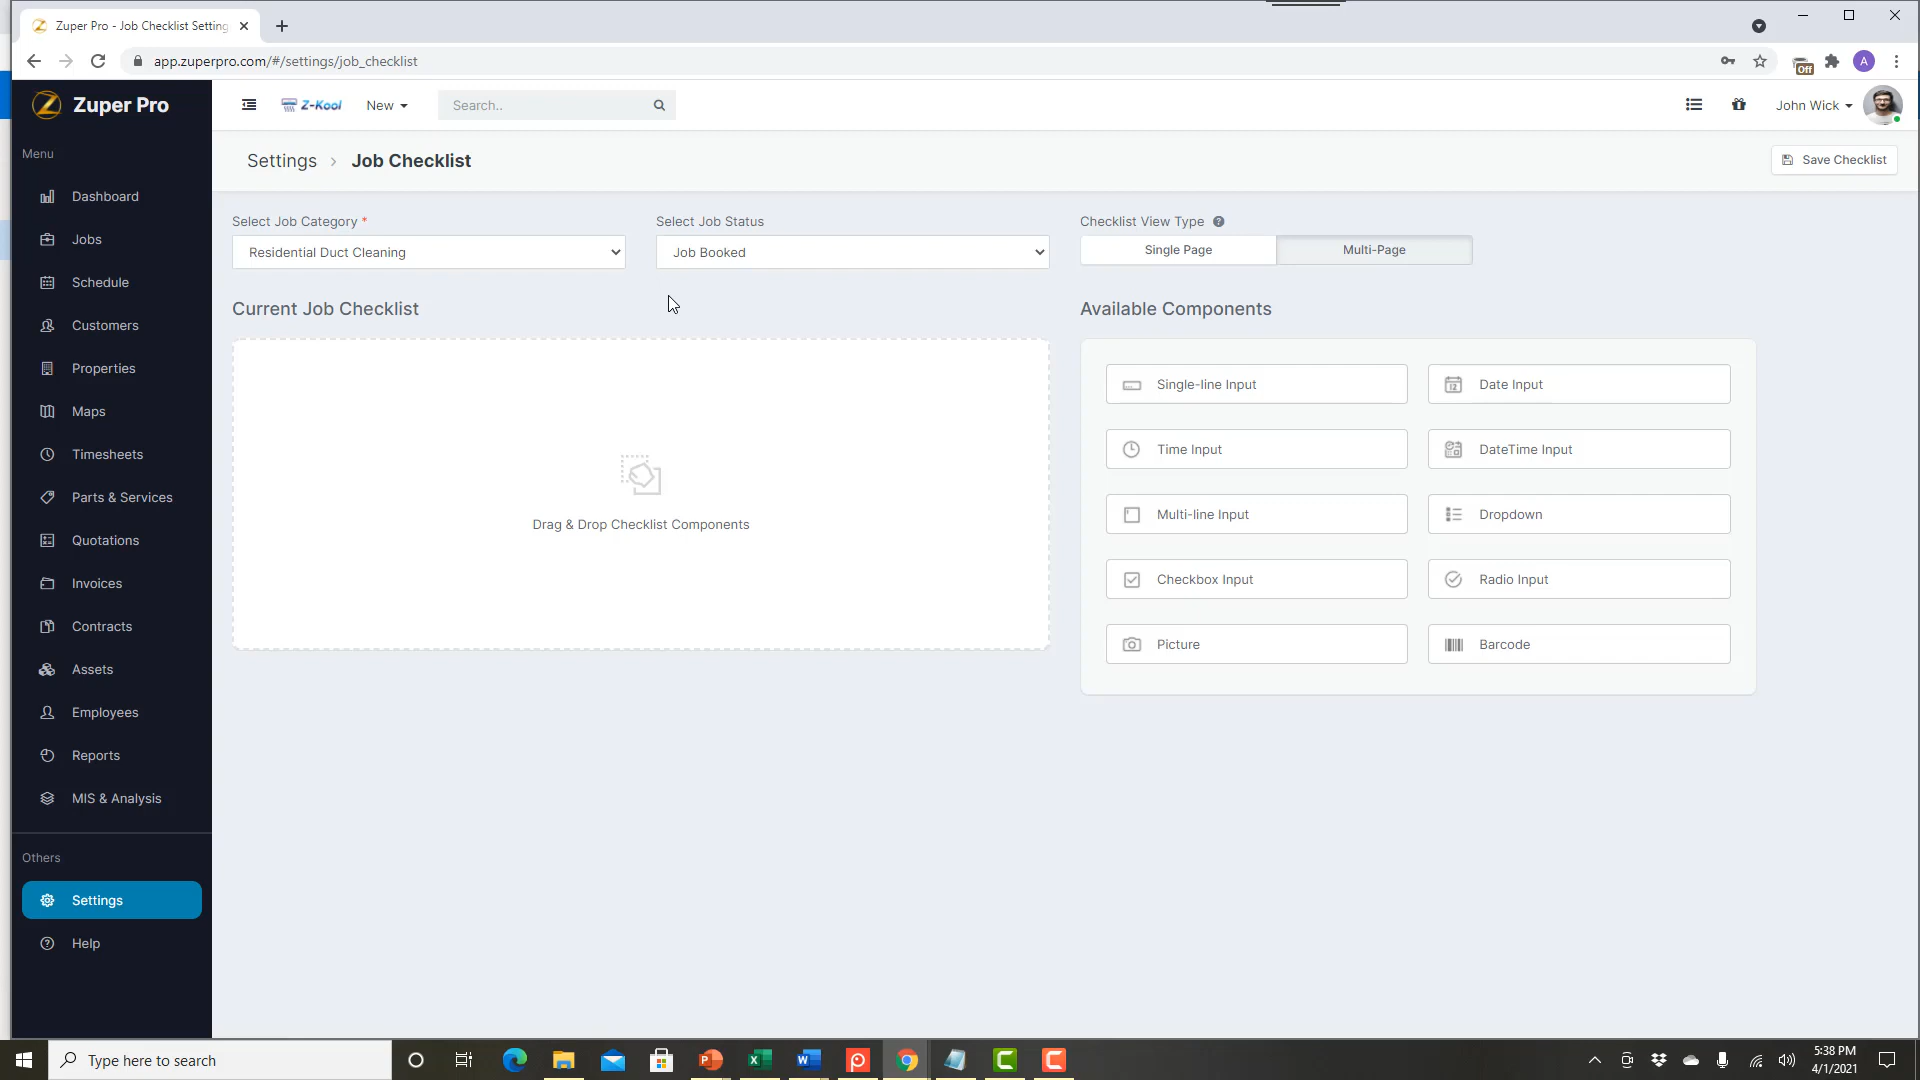 Zuper Pro - Job Checklist Setting
app.zuperpro.com/#/settings/job_checklist
Off
A
Zuper Pro
Z-Kool
New
Search..
John Wick
Menu
Settings > Job Checklist
Save Checklist
Dashboard
Jobs
Schedule
Customers
Properties
Maps
Timesheets
Parts & Services
Quotations
Invoices
Contracts
Assets
Employees
Reports
MIS & Analysis
Others
Settings
Help
Select Job Category *
Residential Duct Cleaning
Select Job Status
Job Booked
Checklist View Type
Single Page
Multi-Page
Current Job Checklist
Drag & Drop Checklist Components
Available Components
Single-line Input
Date Input
Time Input
DateTime Input
Multi-line Input
Dropdown
Checkbox Input
Radio Input
Picture
Barcode
Type here to search
5:38 PM
4/1/2021